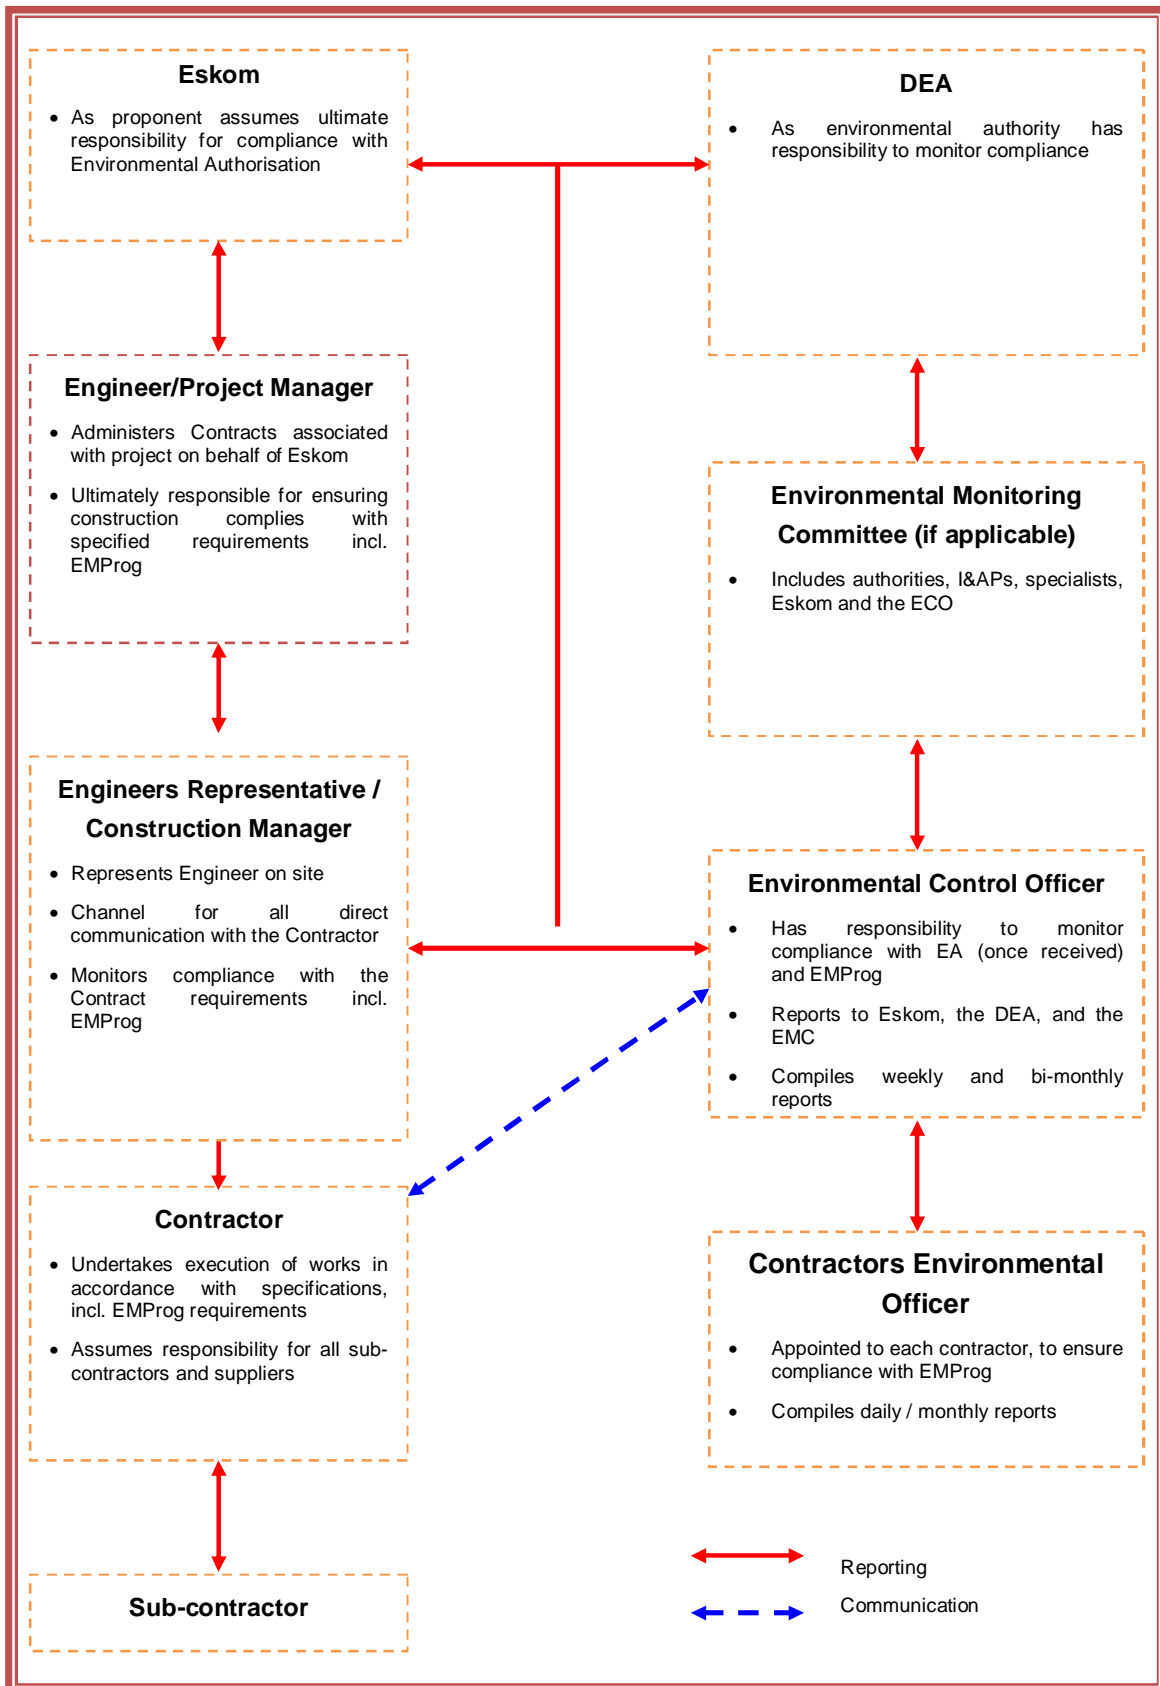 Eskom
• As proponent assumes ultimate
responsibility for compliance with
Environmental Authorisation
DEA
• As environmental authority has
responsibility to monitor compliance
Engineer/Project Manager
• Administers Contracts associated
with project on behalf of Eskom
• Ultimately responsible for ensuring
construction complies with
specified requirements incl.
EMProg
Environmental Monitoring
Committee (if applicable)
• Includes authorities, I&APs, specialists,
Eskom and the ECO
Engineers Representative /
Construction Manager
• Represents Engineer on site
• Channel for all direct
communication with the Contractor
• Monitors compliance with the
Contract requirements incl.
EMProg
Environmental Control Officer
• Has responsibility to monitor
compliance with EA (once received)
and EMProg
• Reports to Eskom, the DEA, and the
EMC
• Compiles weekly and bi-monthly
reports
Contractor
• Undertakes execution of works in
accordance with specifications,
incl. EMProg requirements
• Assumes responsibility for all sub-
contractors and suppliers
Contractors Environmental
Officer
• Appointed to each contractor, to ensure
compliance with EMProg
• Compiles daily / monthly reports
Sub-contractor
Reporting
Communication